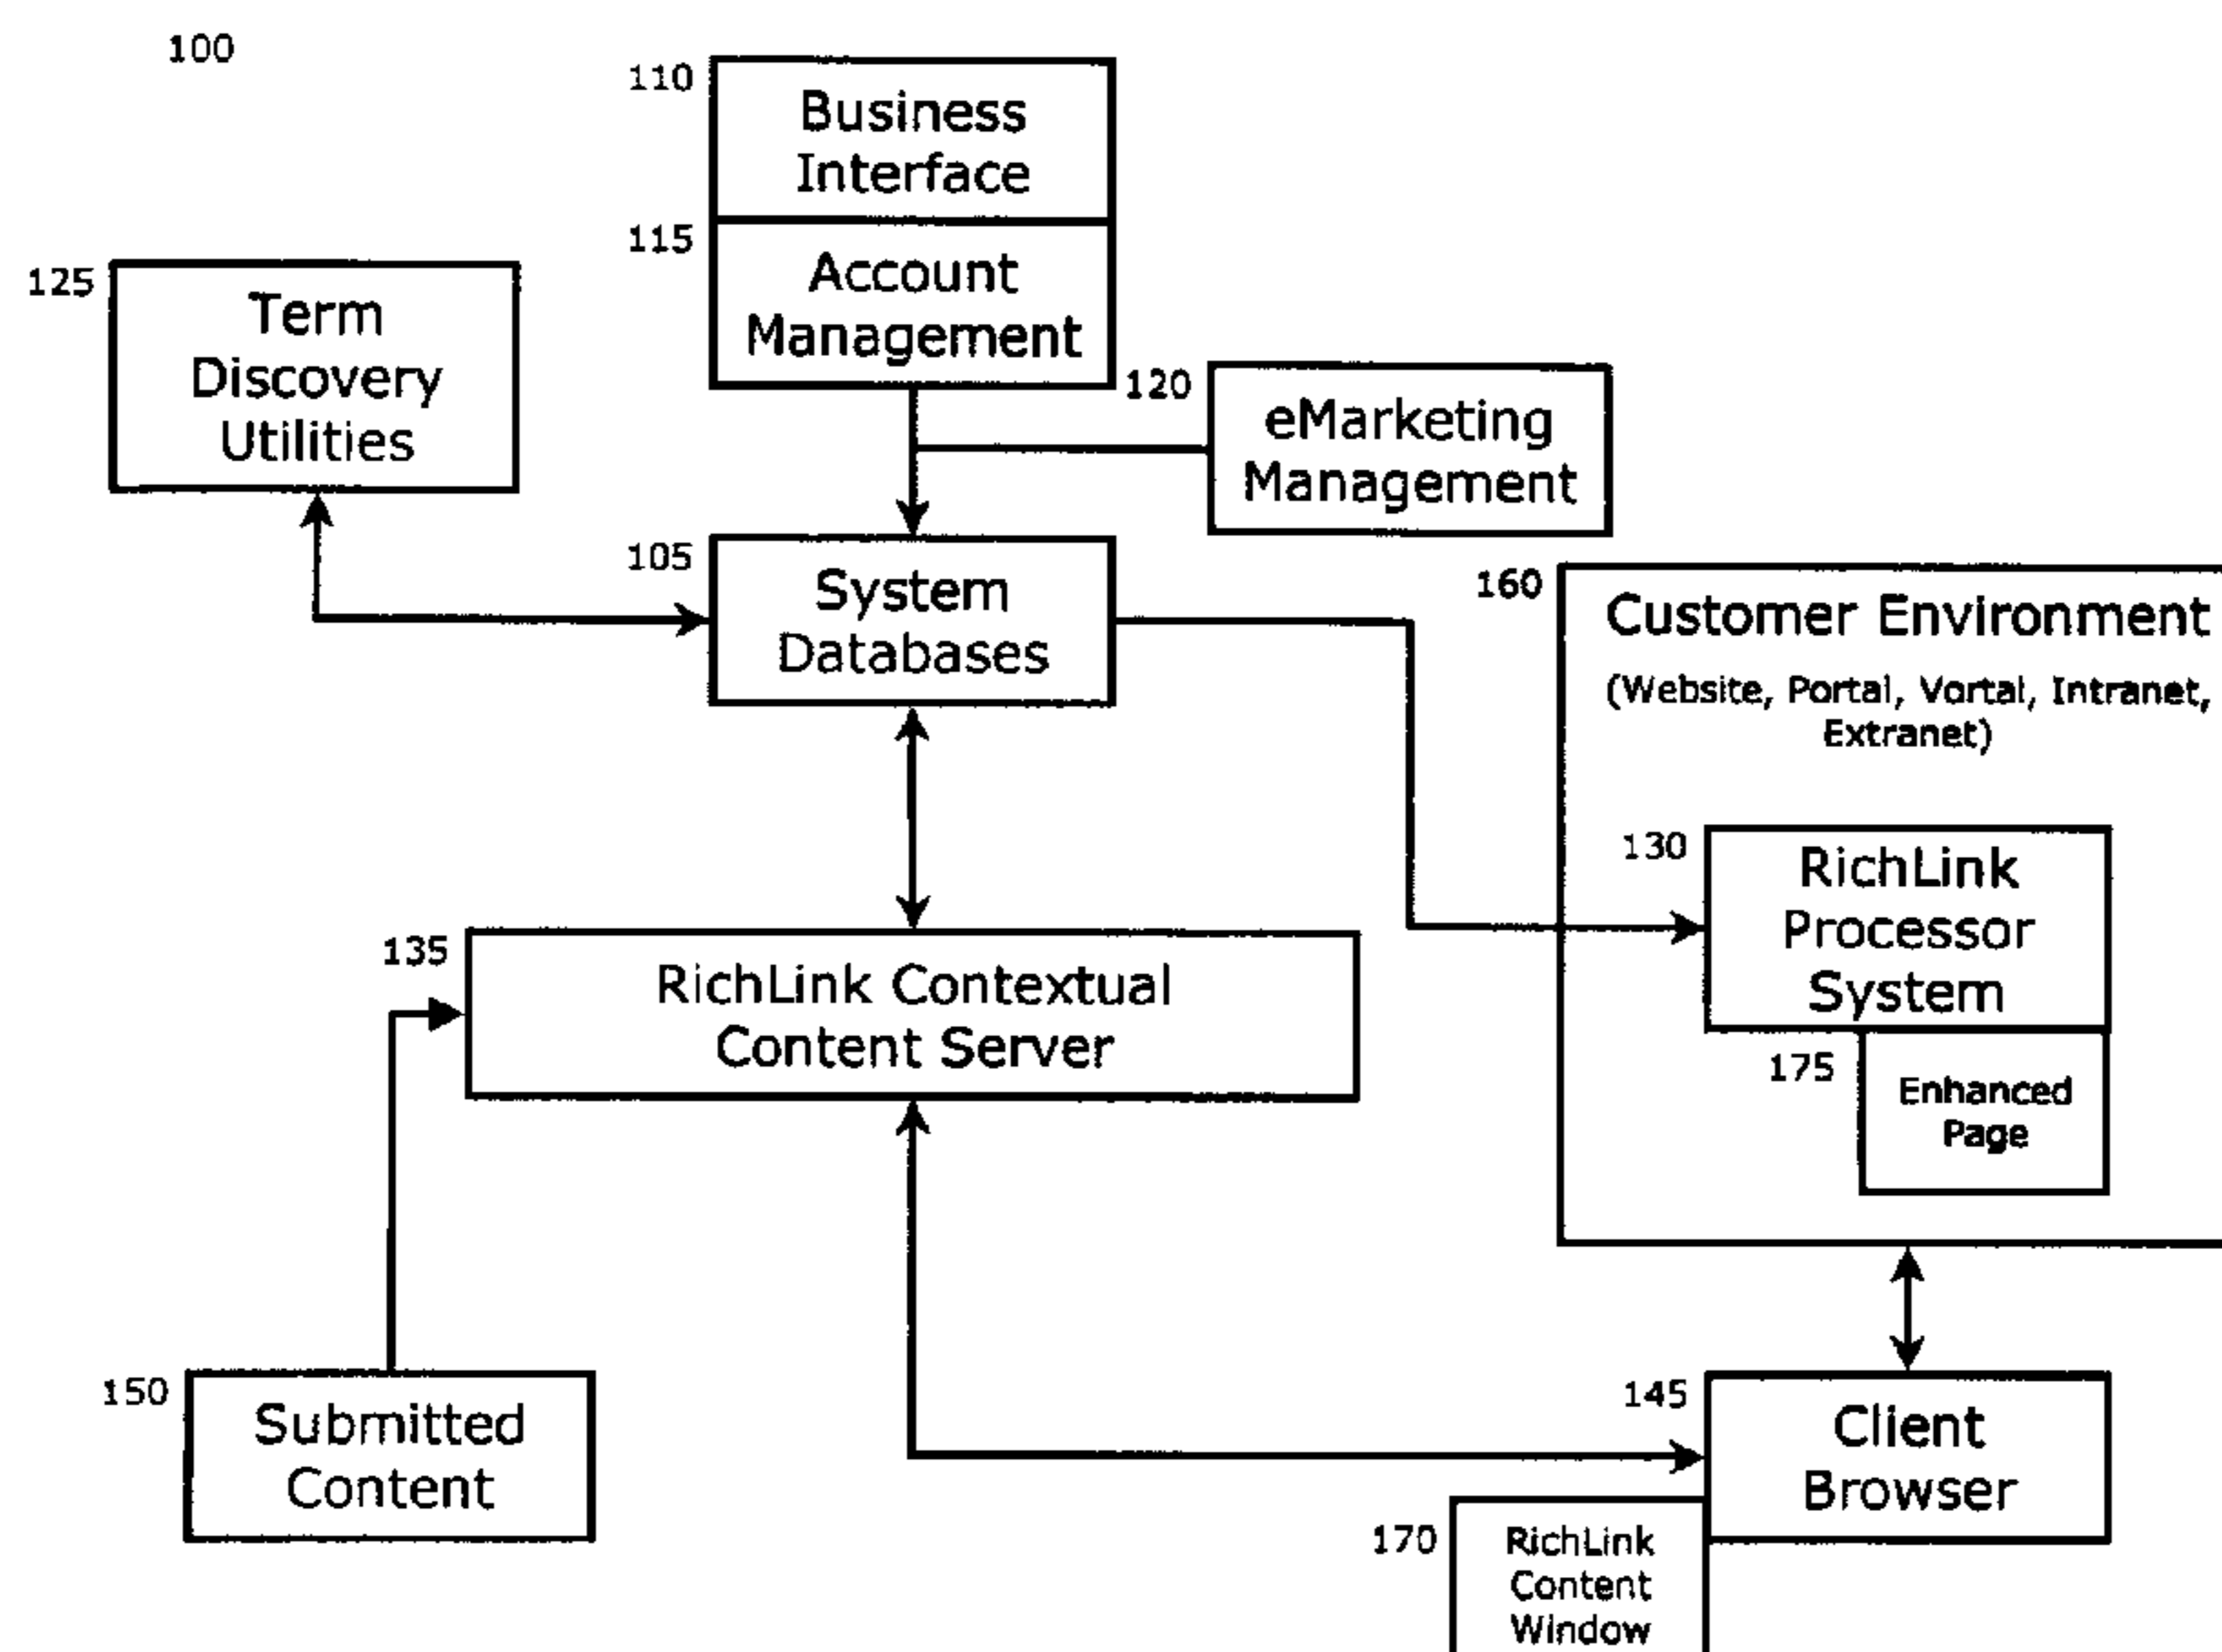 100
110
Business
Interface
115
Account
Management
125
Term
Discovery
Utilities
120
eMarketing
Management
105
System
Databases
160
Customer Environment
(Website, Portal, Vortal, Intranet,
Extranet)
130
RichLink
Processor
System
135
RichLink Contextual
Content Server
175
Enhanced
Page
150
Submitted
Content
145
Client
Browser
170
RichLink
Content
Window